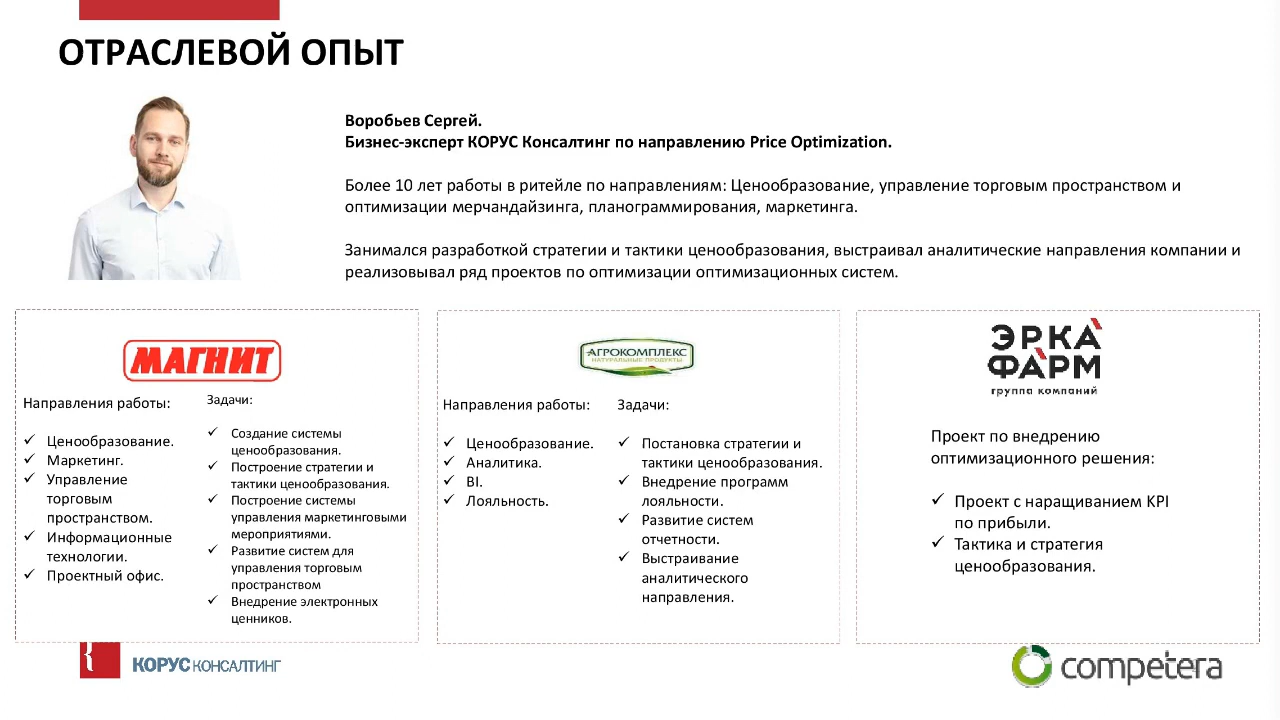 ОТРАСЛЕВОЙ ОПЫТ
Воробьев Сергей.
Бизнес-эксперт КОРУС Консалтинг по направлению Price Optimization.
Более 10 лет работы в ритейле по направлениям: Ценообразование, управление торговым пространством и
оптимизации мерчандайзинга, планограммирования, маркетинга.
Занимался разработкой стратегии и тактики ценообразования, выстраивал аналитические направления компании и
реализовывал ряд проектов по оптимизации оптимизационных систем.
МАГНИТ
Направления работы:
✓ Ценообразование.
✓ Маркетинг.
✓ Управление
торговым
пространством.
✓ Информационные
технологии.
✓ Проектный офис.
Задачи:
✓ Создание системы
ценообразования.
✓ Построение стратегии и
тактики ценообразования.
✓ Построение системы
управления маркетинговыми
мероприятиями.
✓ Развитие систем для
управления торговым
пространством
✓ Внедрение электронных
ценников.
АГРОКОМПЛЕКС
НАТУРАЛЬНЫЕ ПРОДУКТЫ
Направления работы:
✓ Ценообразование.
✓ Аналитика.
✓ BI.
✓ Лояльность.
Задачи:
✓ Постановка стратегии и
тактики ценообразования.
✓ Внедрение программ
лояльности.
✓ Развитие систем
отчетности.
✓ Выстраивание
аналитического
направления.
ЭРКА
ФАРМ
группа компаний
Проект по внедрению
оптимизационного решения:
✓ Проект с наращиванием KPI
по прибыли.
✓ Тактика и стратегия
ценообразования.
КОРУС КОНСАЛТИНГ
competera